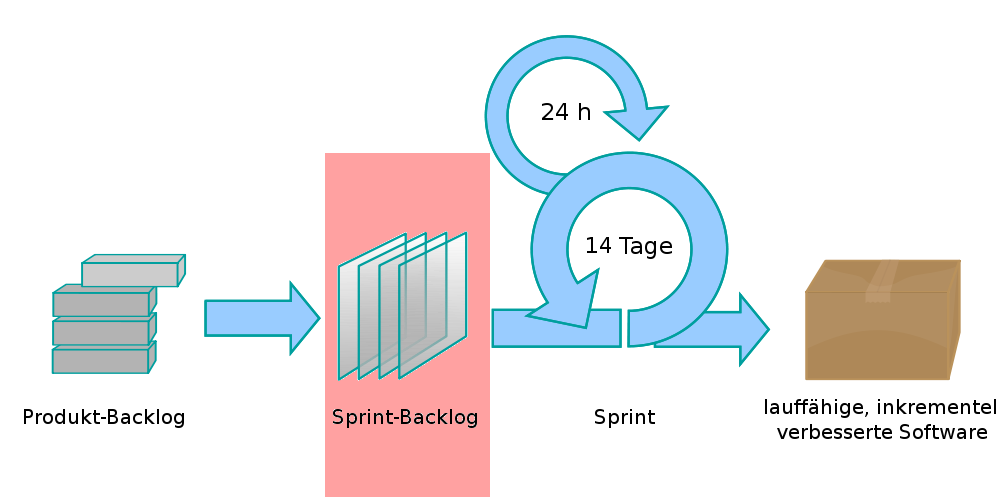 24 h
14 Tage
Produkt-Backlog
Sprint-Backlog
Sprint
lauffähige, inkrementel
verbesserte Software